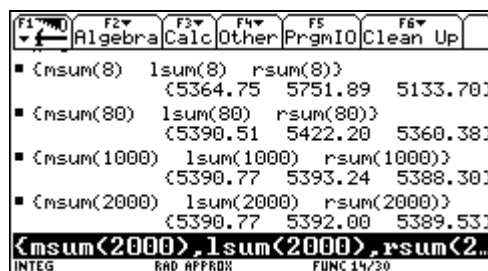 F1 F2 F3 F4 F5 F6
Algebra Calc Other PrgmIO Clean Up
▪ {msum(8) lsum(8) rsum(8)}
{5364.75 5751.89 5133.70}
▪ {msum(80) lsum(80) rsum(80)}
{5390.51 5422.20 5360.38}
▪ {msum(1000) lsum(1000) rsum(1000)}
{5390.77 5393.24 5388.30}
▪ {msum(2000) lsum(2000) rsum(2000)}
{5390.77 5392.00 5389.53}
{msum(2000),lsum(2000),rsum(2…
INTEG RAD APPROX FUNC 14/30